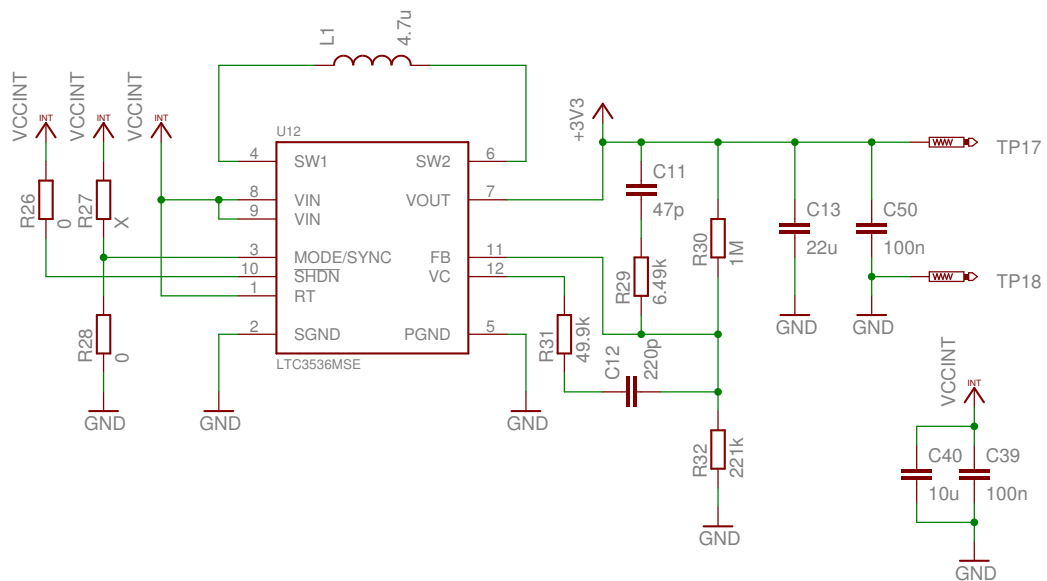 L1
4.7u
VCCINT
INT
VCCINT
INT
VCCINT
INT
+3V3
U12
4
SW1
SW2
6
TP17
8
VIN
VOUT
7
9
VIN
R26
0
R27
X
C11
47p
C13
22u
C50
100n
R30
1M
3
MODE/SYNC
FB
11
10
SHDN
VC
12
1
RT
R29
6.49k
TP18
2
SGND
PGND
5
R28
0
R31
49.9k
C12
220p
GND
GND
LTC3536MSE
GND
GND
GND
VCCINT
INT
R32
221k
C40
10u
C39
100n
GND
GND